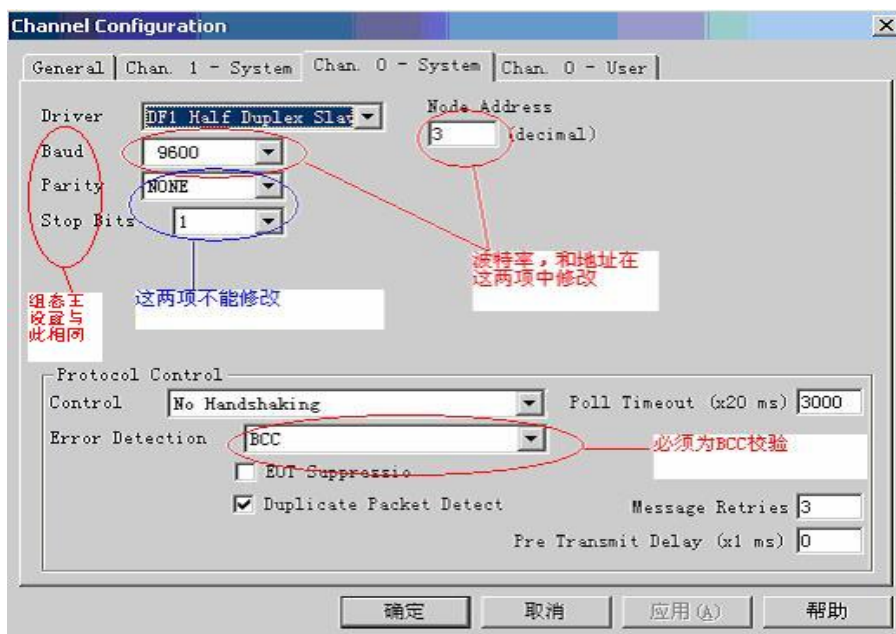 Channel Configuration
General
Chan. 1 - System
Chan. 0 - System
Chan. 0 - User
Driver
DF1 Half Duplex Slav
Node Address
3 (decimal)
Baud
9600
Parity
NONE
Stop Bits
1
组态王
设置与
此相同
这两项不能修改
波特率，和地址在
这两项中修改
Protocol Control
Control
No Handshaking
Poll Timeout (x20 ms) 3000
Error Detection
BCC
必须为BCC校验
EOT Suppressio
Duplicate Packet Detect
Message Retries 3
Pre Transmit Delay (x1 ms) 0
确定
取消
应用(A)
帮助